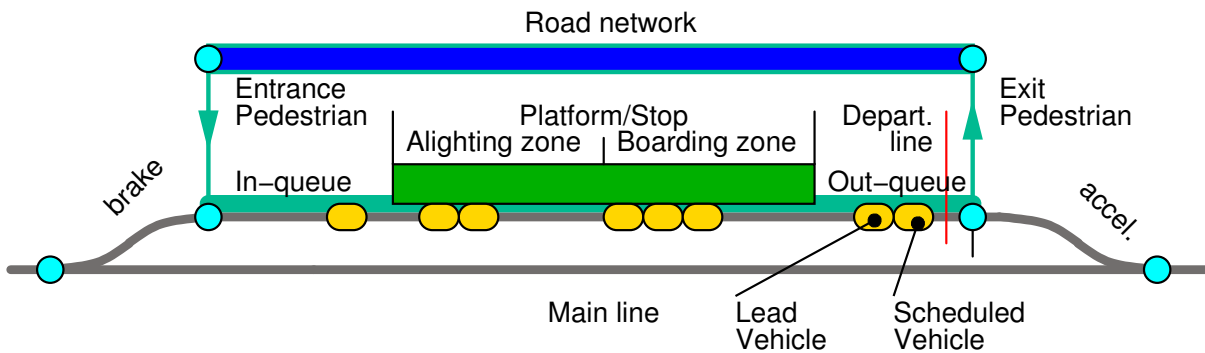 Road network
Entrance
Pedestrian
Exit
Pedestrian
Platform/Stop
Depart.
line
Alighting zone
Boarding zone
brake
In-queue
Out-queue
accel.
Main line
Lead
Vehicle
Scheduled
Vehicle